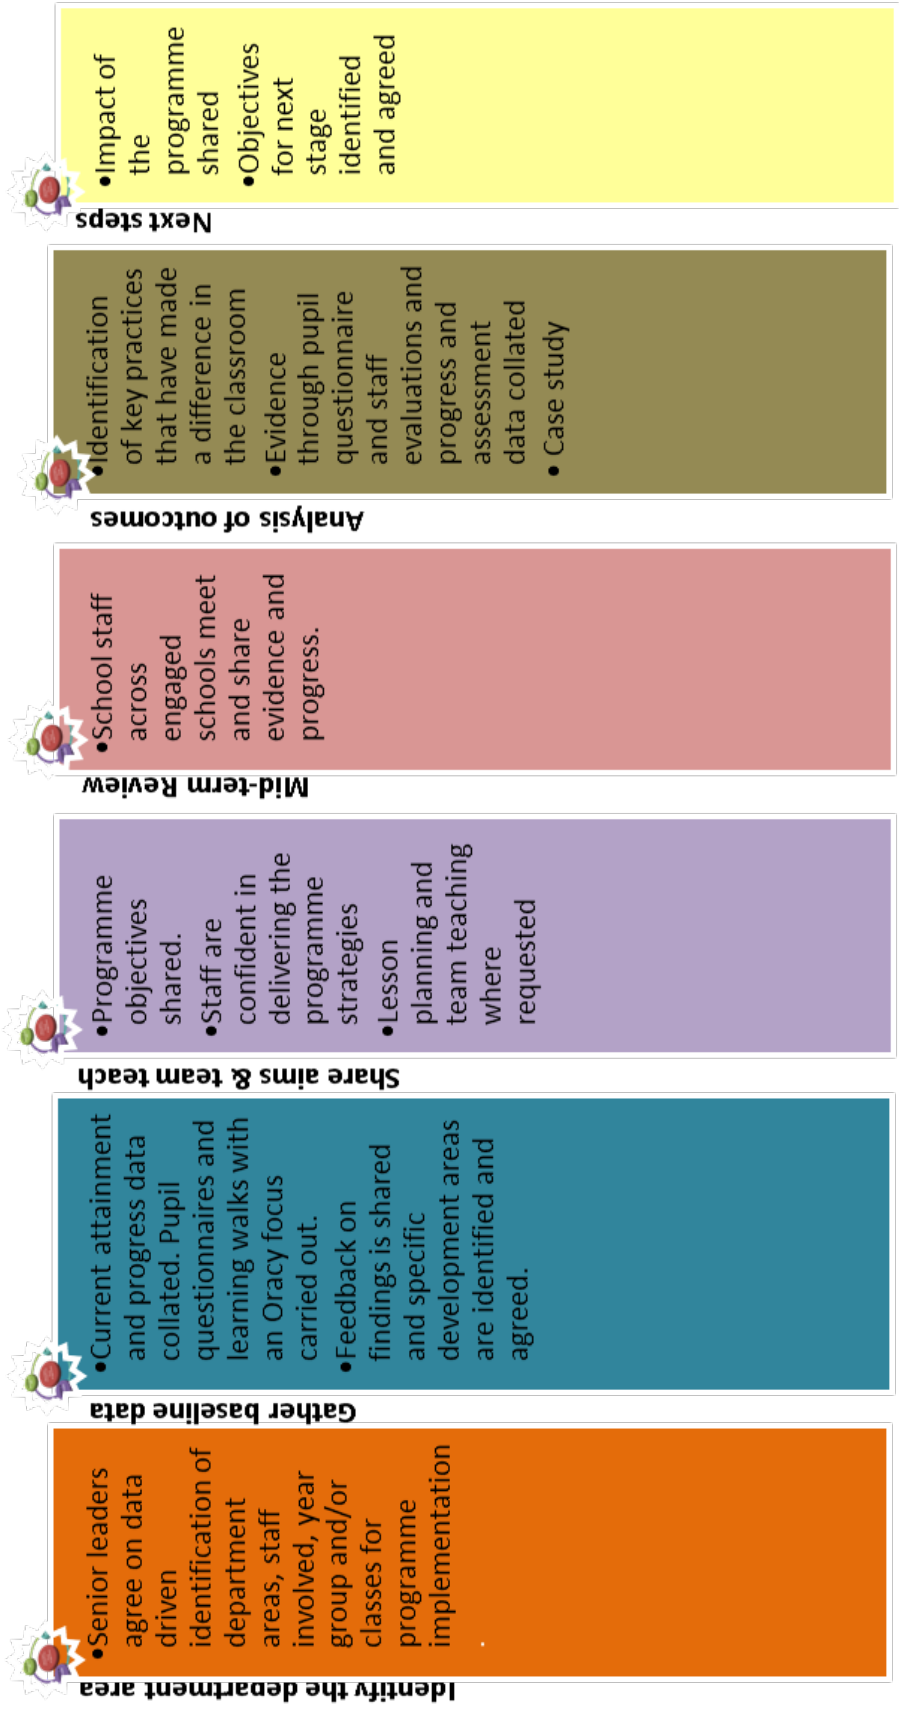 Identify the department area
•Senior leaders
agree on data
driven
identification of
department
areas, staff
involved, year
group and/or
classes for
programme
implementation
.
Gather baseline data
•Current attainment
and progress data
collated. Pupil
questionnaires and
learning walks with
an Oracy focus
carried out.
•Feedback on
findings is shared
and specific
development areas
are identified and
agreed.
Share aims & team teach
•Programme
objectives
shared.
•Staff are
confident in
delivering the
programme
strategies
•Lesson
planning and
team teaching
where
requested
Mid-term Review
•School staff
across
engaged
schools meet
and share
evidence and
progress.
Analysis of outcomes
•Identification
of key practices
that have made
a difference in
the classroom
•Evidence
through pupil
questionnaire
and staff
evaluations and
progress and
assessment
data collated
• Case study
Next steps
•Impact of
the
programme
shared
•Objectives
for next
stage
identified
and agreed